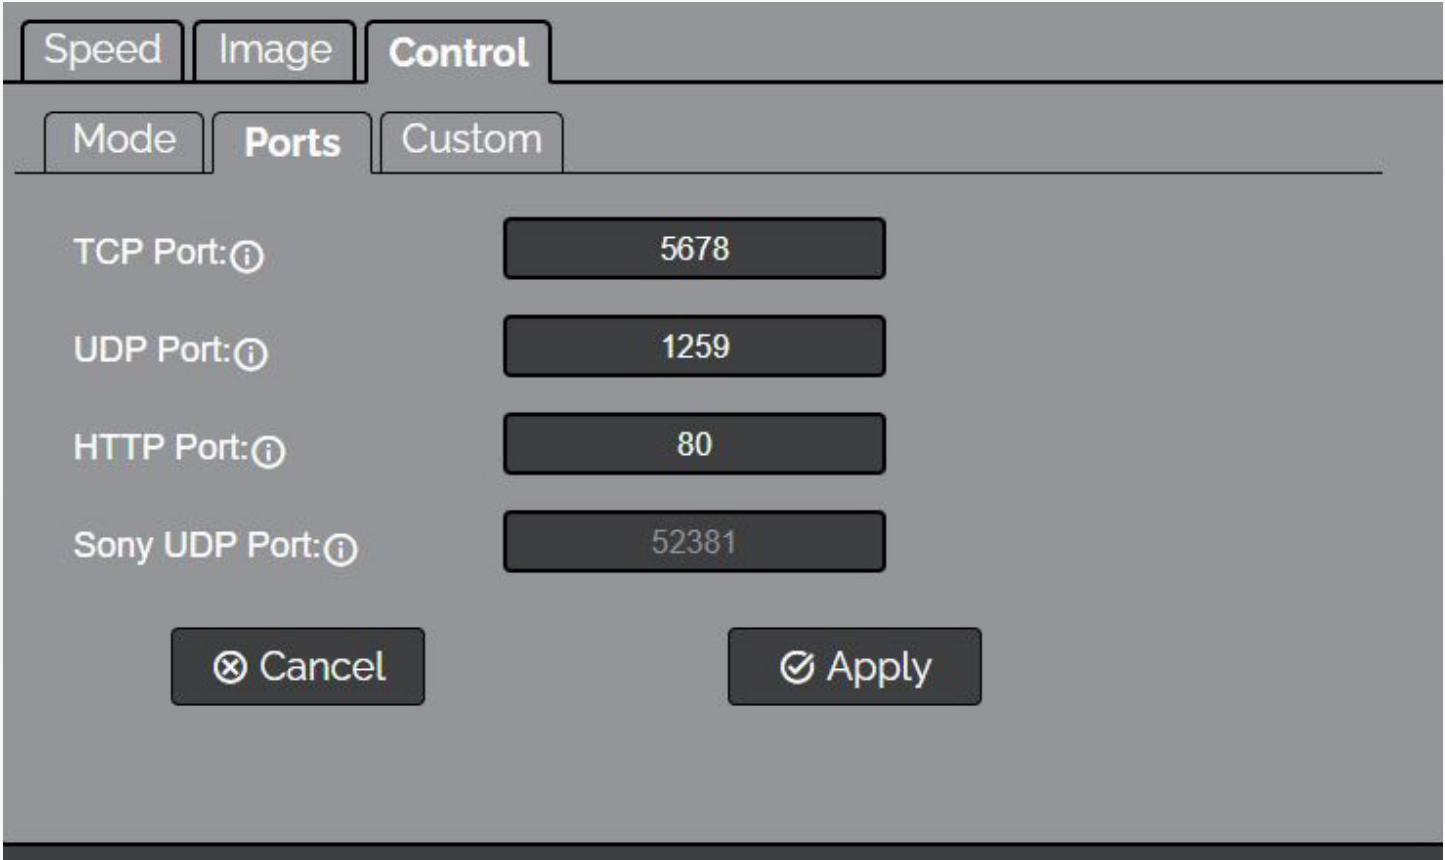 Speed Image Control
Mode Ports Custom
TCP Port: 5678
UDP Port: 1259
HTTP Port: 80
Sony UDP Port: 52381
Cancel Apply